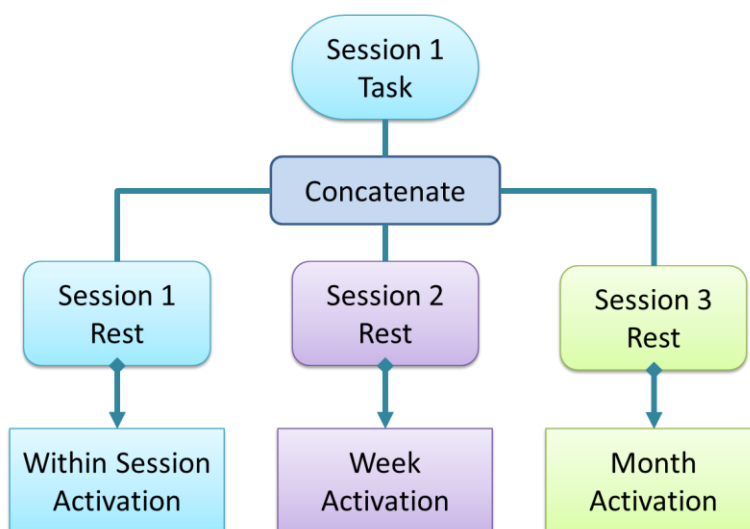 Session 1
Task
Concatenate
Session 1
Rest
Session 2
Rest
Session 3
Rest
Within Session
Activation
Week
Activation
Month
Activation